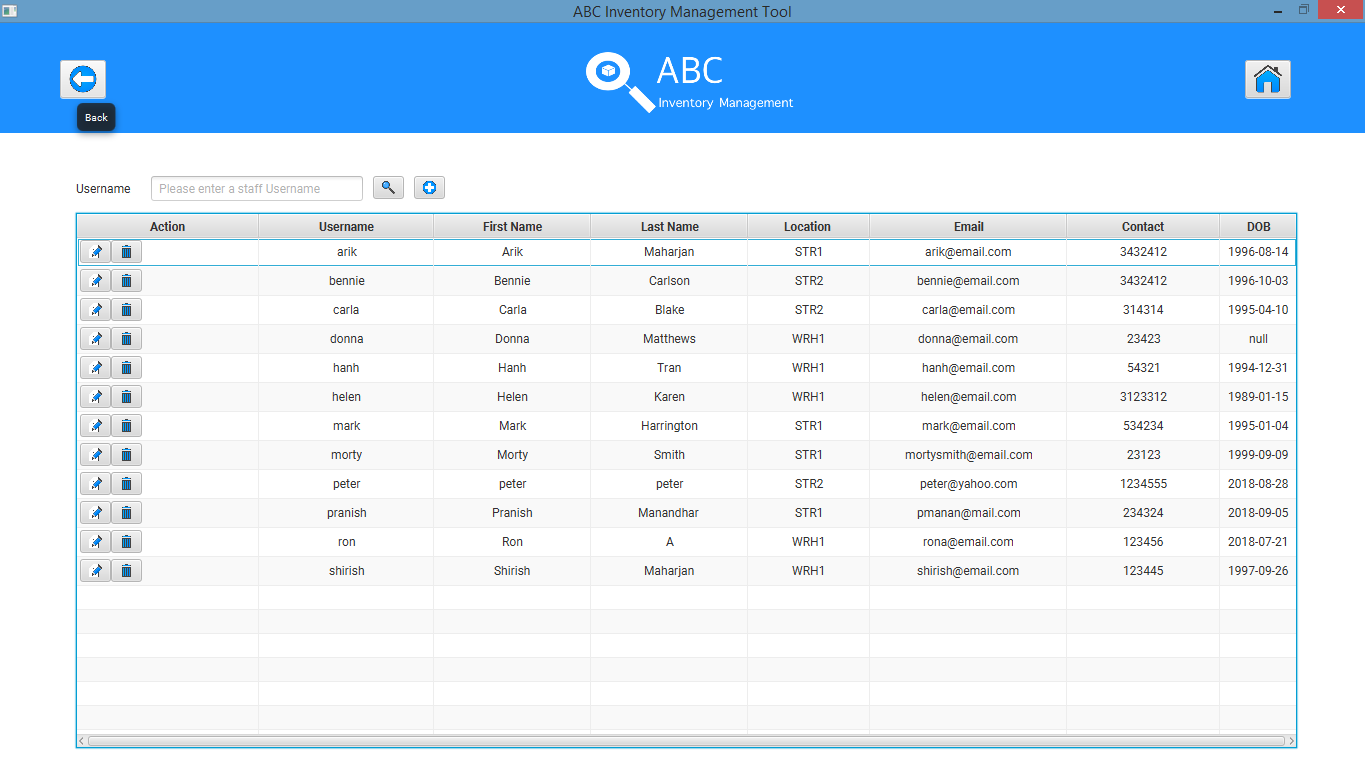 ABC Inventory Management Tool
ABC
Inventory Management
Back
Username Please enter a staff Username
Action Username First Name Last Name Location Email Contact DOB
arik Arik Maharjan STR1 arik@email.com 3432412 1996-08-14
bennie Bennie Carlson STR2 bennie@email.com 3432412 1996-10-03
carla Carla Blake STR2 carla@email.com 314314 1995-04-10
donna Donna Matthews WRH1 donna@email.com 23423 null
hanh Hanh Tran WRH1 hanh@email.com 54321 1994-12-31
helen Helen Karen WRH1 helen@email.com 3123312 1989-01-15
mark Mark Harrington STR1 mark@email.com 534234 1995-01-04
morty Morty Smith STR1 mortysmith@email.com 23123 1999-09-09
peter peter peter STR2 peter@yahoo.com 1234555 2018-08-28
pranish Pranish Manandhar STR1 pmanan@mail.com 234324 2018-09-05
ron Ron A WRH1 rona@email.com 123456 2018-07-21
shirish Shirish Maharjan WRH1 shirish@email.com 123445 1997-09-26